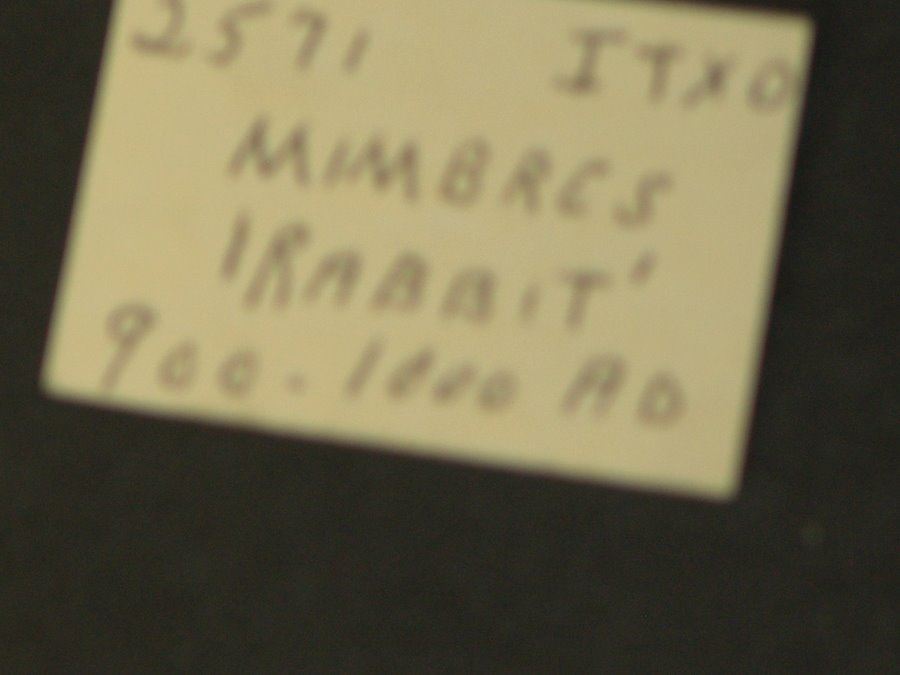 2571 ITXO
MIMBRES
'RABBIT'
900-1000 AD